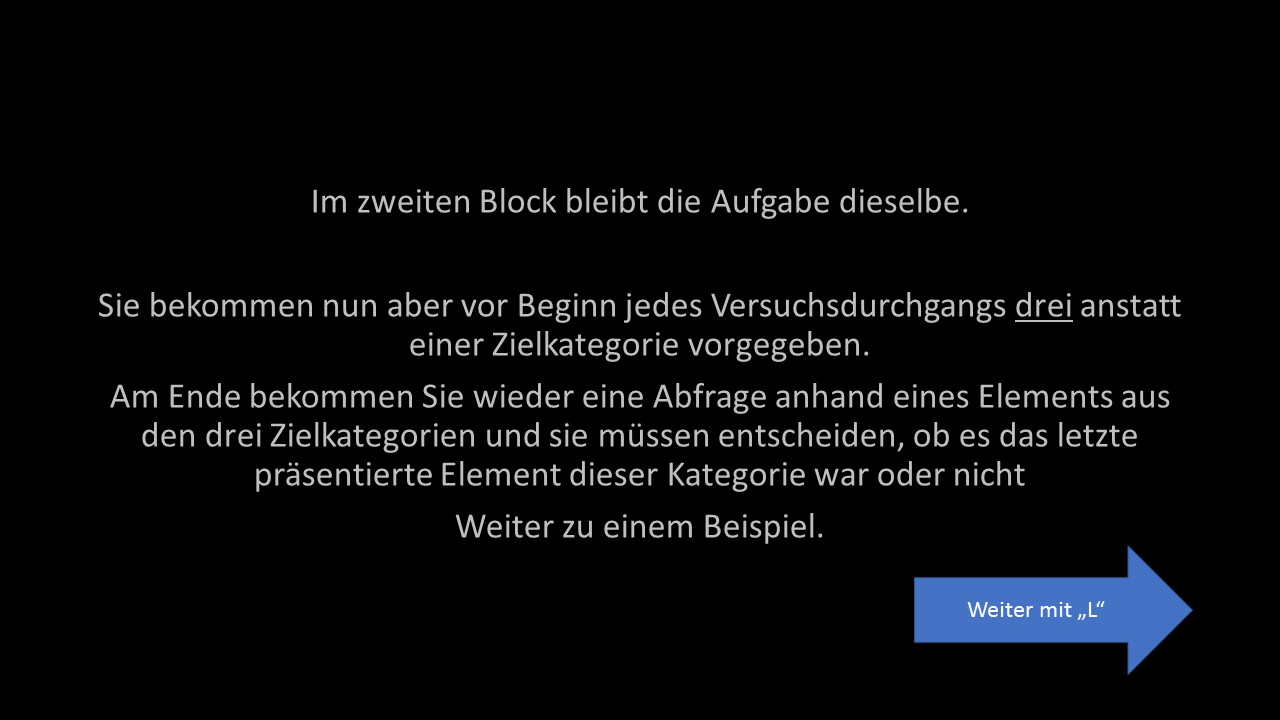 Im zweiten Block bleibt die Aufgabe dieselbe.
Sie bekommen nun aber vor Beginn jedes Versuchsdurchgangs drei anstatt
einer Zielkategorie vorgegeben.
Am Ende bekommen Sie wieder eine Abfrage anhand eines Elements aus
den drei Zielkategorien und sie müssen entscheiden, ob es das letzte
präsentierte Element dieser Kategorie war oder nicht
Weiter zu einem Beispiel.
Weiter mit „L“